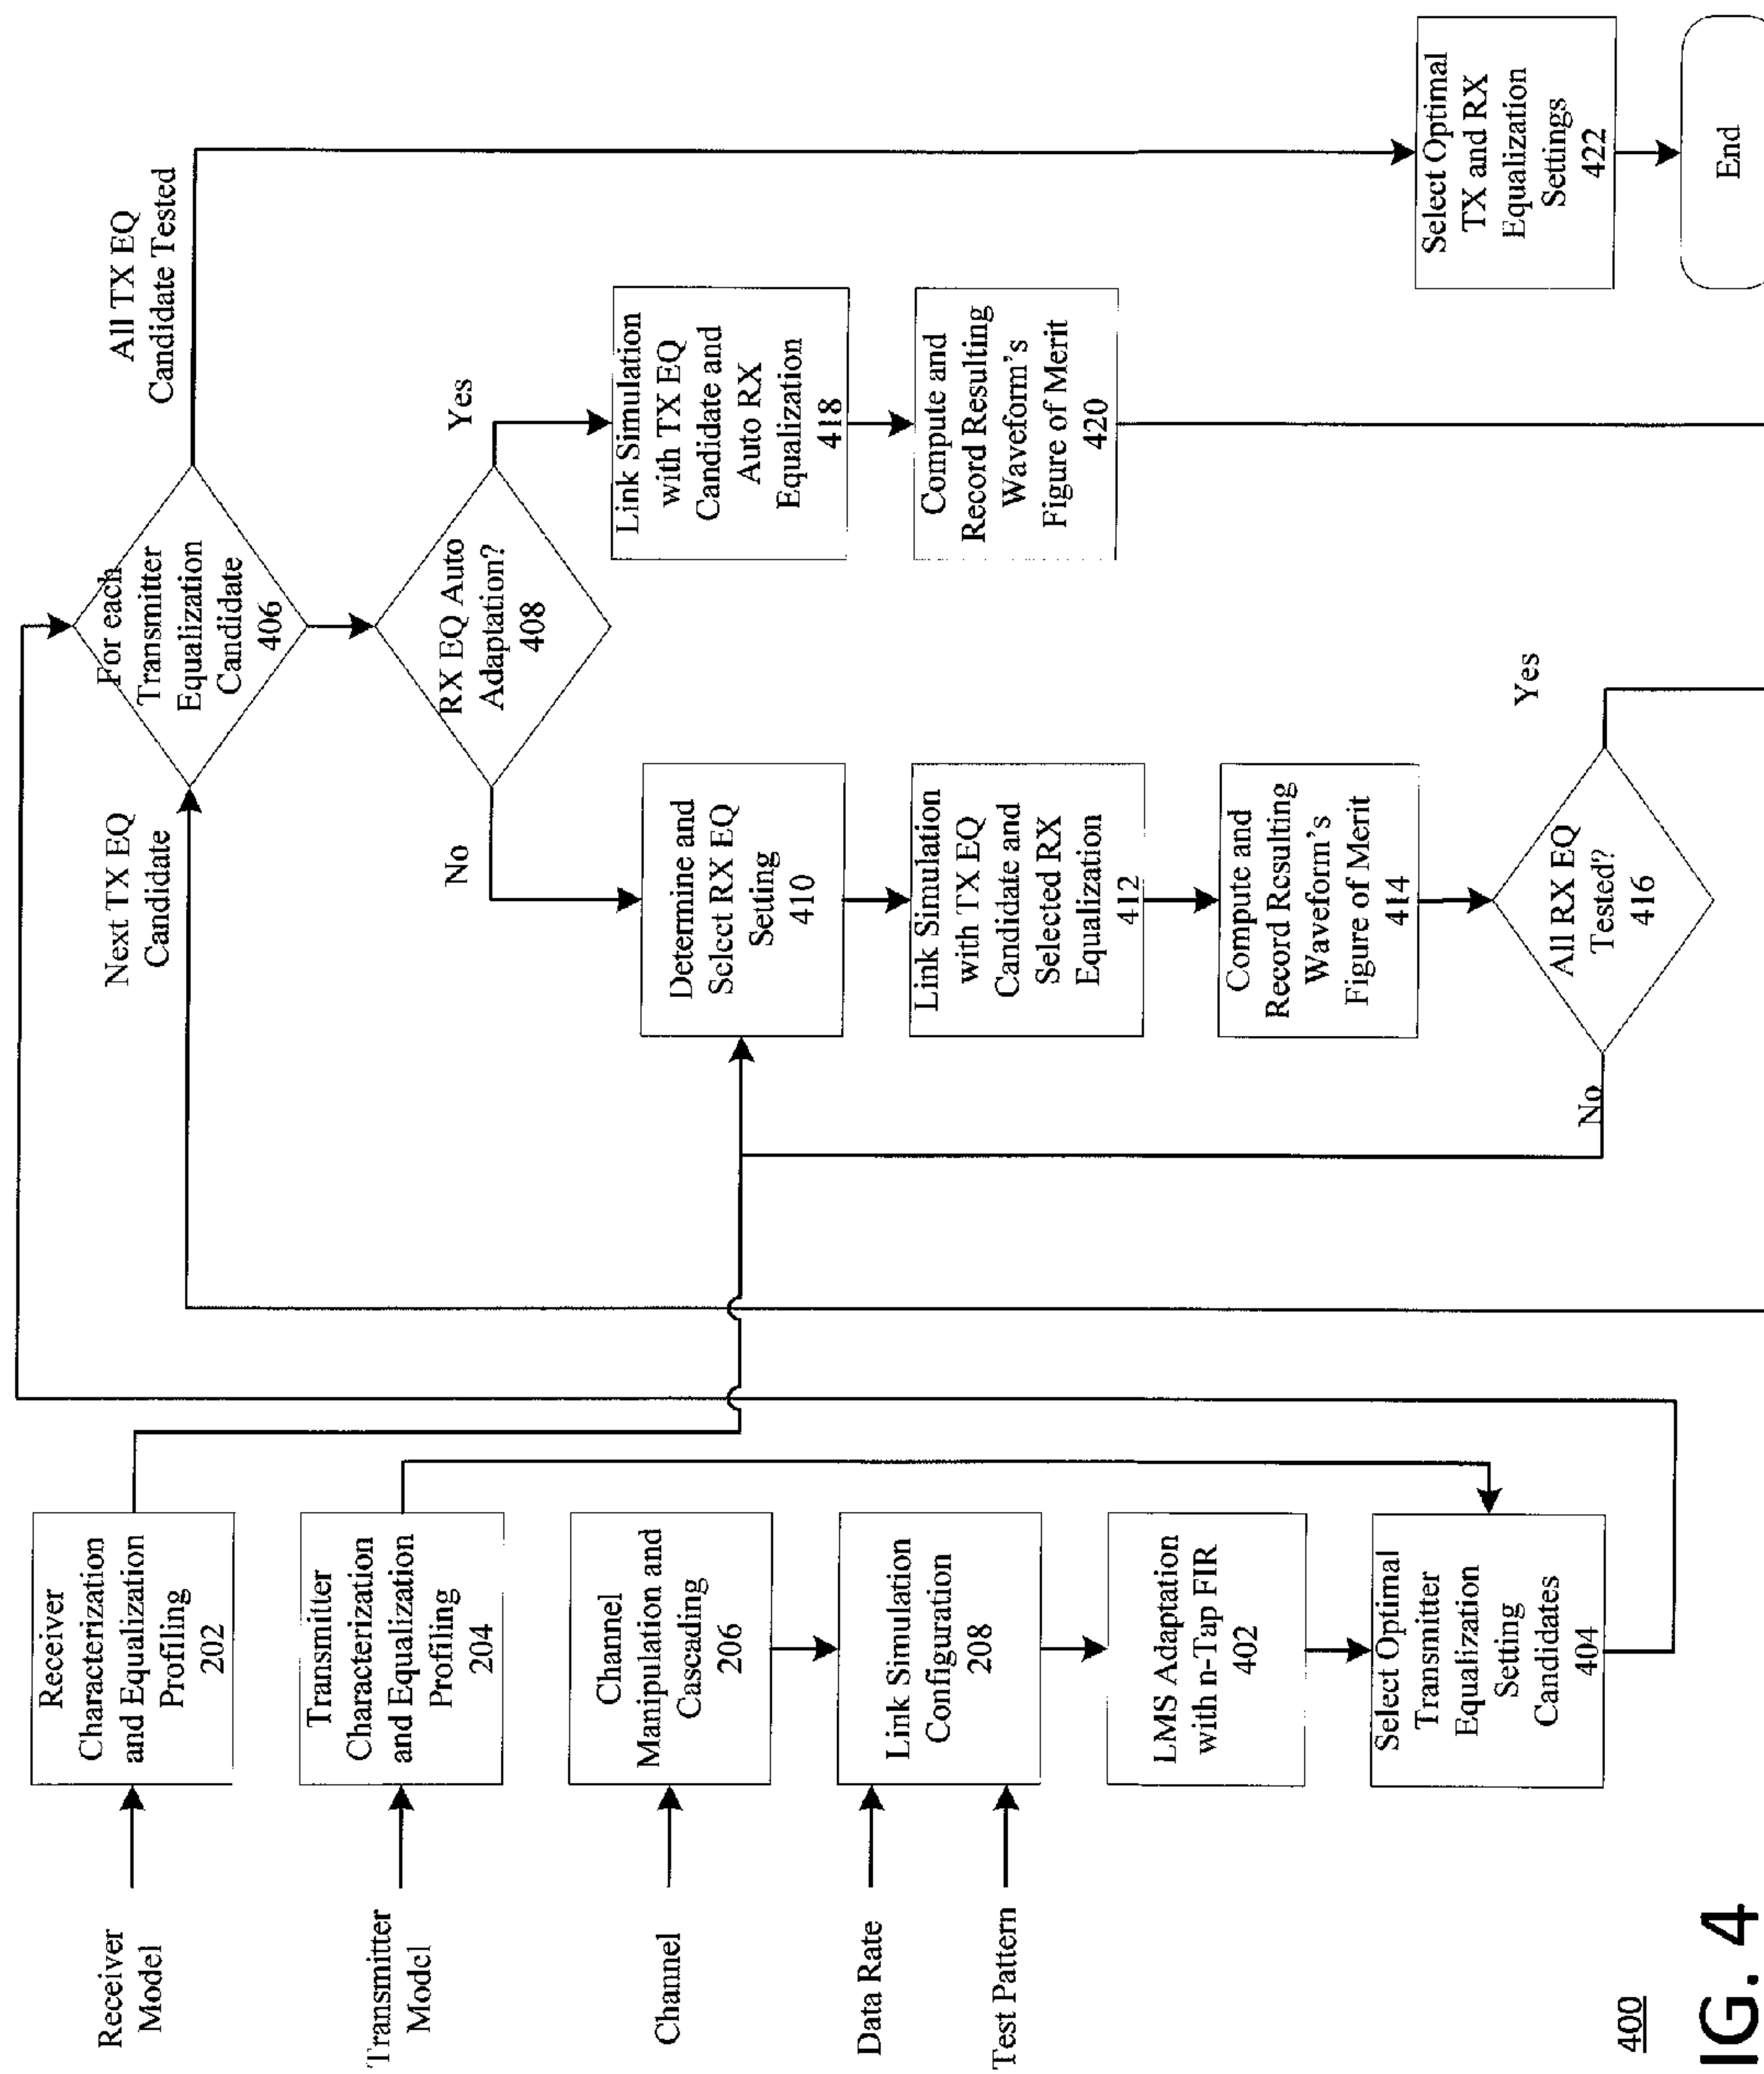 Receiver
Model
Receiver
Characterization
and Equalization
Profiling
202
Transmitter
Model
Transmitter
Characterization
and Equalization
Profiling
204
Channel
Channel
Manipulation and
Cascading
206
Data Rate
Test Pattern
Link Simulation
Configuration
208
LMS Adaptation
with n-Tap FIR
402
Select Optimal
Transmitter
Equalization
Setting
Candidates
404
Next TX EQ
Candidate
For each
Transmitter
Equalization
Candidate
406
All TX EQ
Candidate Tested
RX EQ Auto
Adaptation?
408
No
Yes
Determine and
Select RX EQ
Setting
410
Link Simulation
with TX EQ
Candidate and
Selected RX
Equalization
412
Compute and
Record Resulting
Waveform's
Figure of Merit
414
All RX EQ
Tested?
416
No
Yes
Link Simulation
with TX EQ
Candidate and
Auto RX
Equalization
418
Compute and
Record Resulting
Waveform's
Figure of Merit
420
Select Optimal
TX and RX
Equalization
Settings
422
End
400
IG. 4